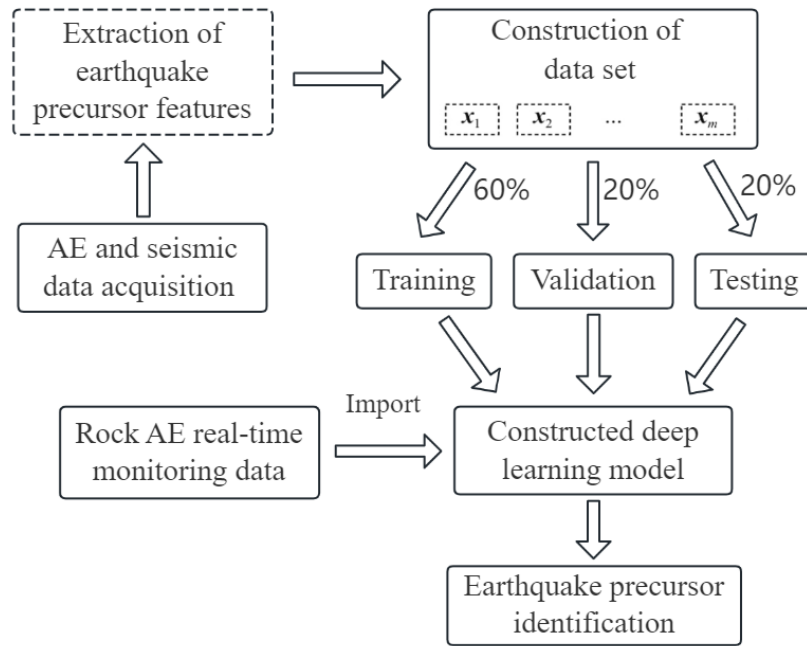 Extraction of
earthquake
precursor features
Construction of
data set
x1 x2 ... xm
60% 20% 20%
AE and seismic
data acquisition
Training Validation Testing
Import
Rock AE real-time
monitoring data
Constructed deep
learning model
Earthquake precursor
identification